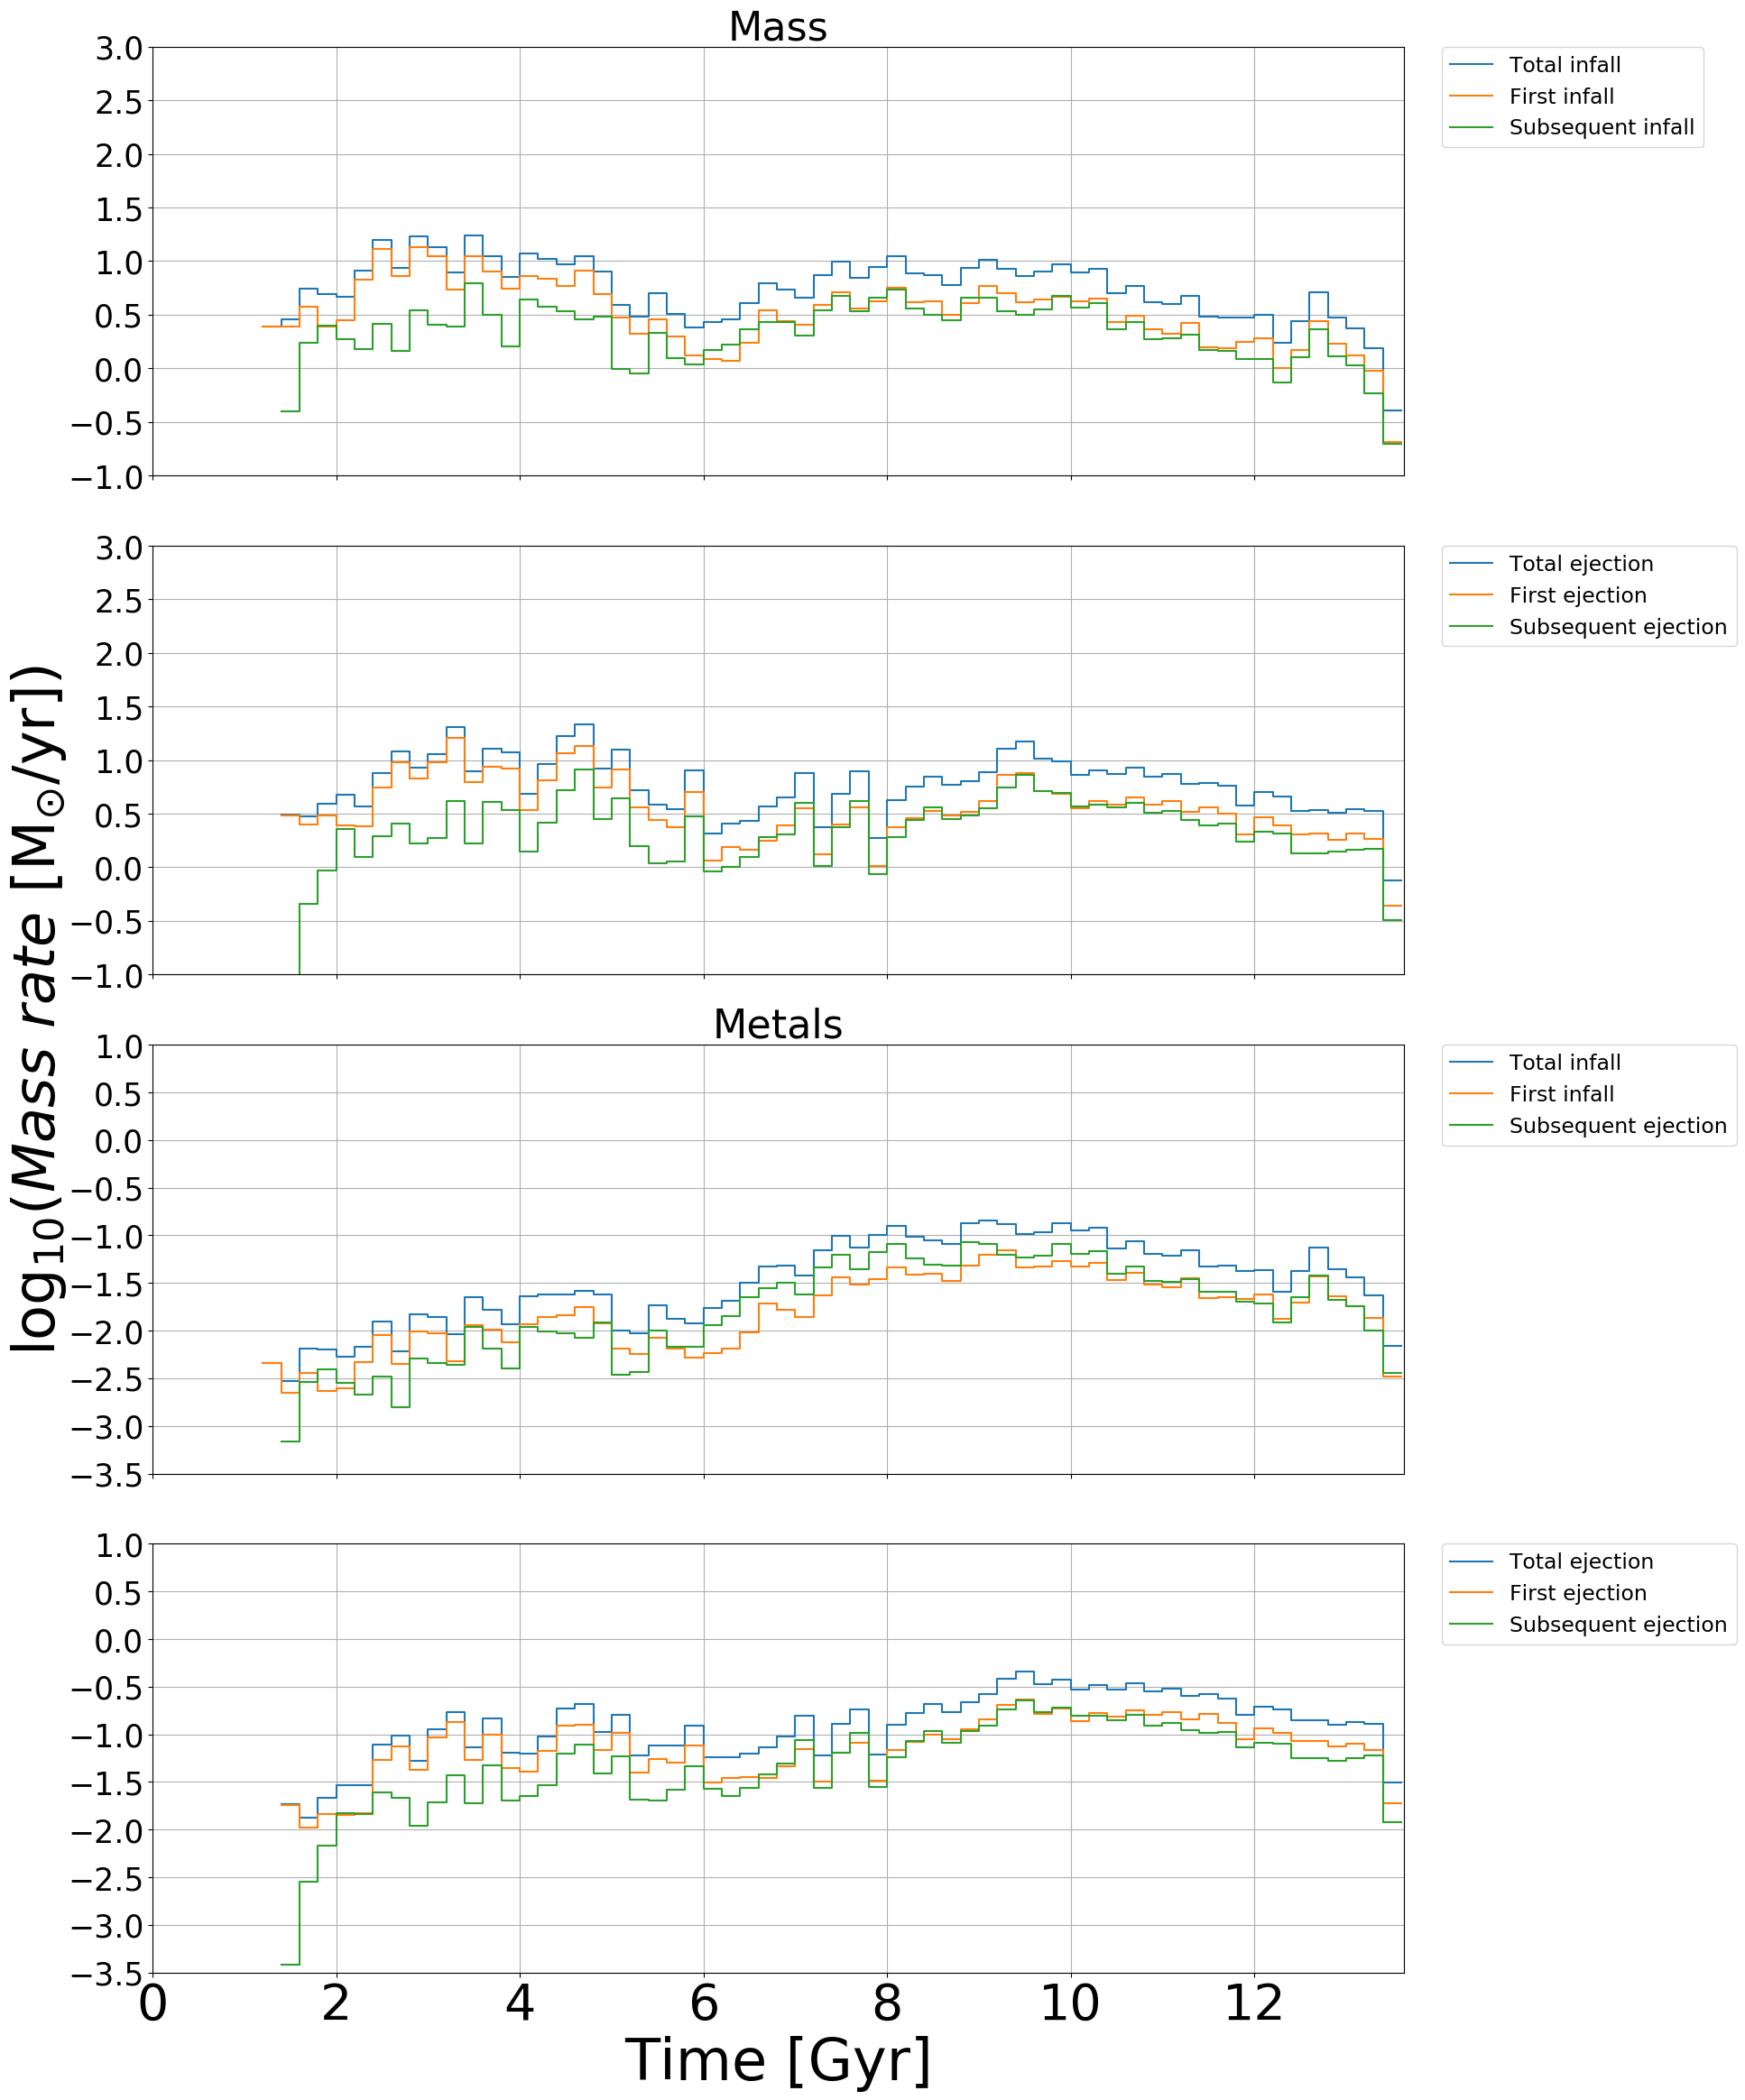 Mass
3.0
2.5
2.0
1.5
1.0
0.5
0.0
−0.5
−1.0
Total infall
First infall
Subsequent infall
3.0
2.5
2.0
1.5
1.0
0.5
0.0
−0.5
−1.0
Total ejection
First ejection
Subsequent ejection
log₁₀(Mass rate [M⊙/yr])
Metals
1.0
0.5
0.0
−0.5
−1.0
−1.5
−2.0
−2.5
−3.0
−3.5
Total infall
First infall
Subsequent ejection
1.0
0.5
0.0
−0.5
−1.0
−1.5
−2.0
−2.5
−3.0
−3.5
Total ejection
First ejection
Subsequent ejection
0 2 4 6 8 10 12
Time [Gyr]